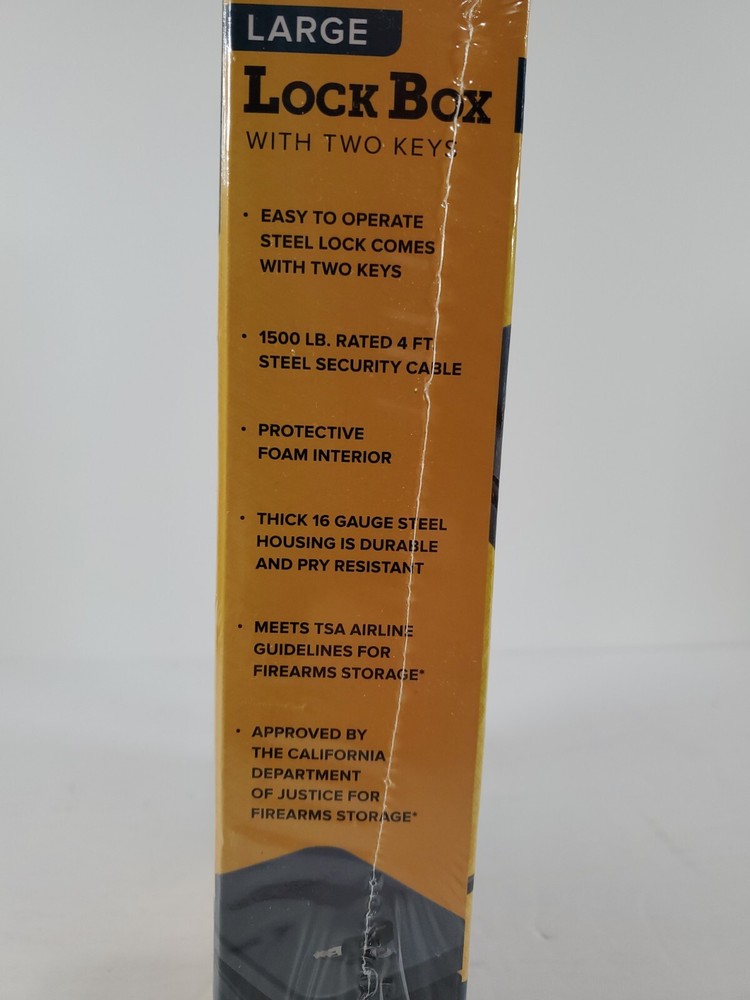 LARGE
LOCK BOX
WITH TWO KEYS
• EASY TO OPERATE
STEEL LOCK COMES
WITH TWO KEYS
• 1500 LB. RATED 4 FT.
STEEL SECURITY CABLE
• PROTECTIVE
FOAM INTERIOR
• THICK 16 GAUGE STEEL
HOUSING IS DURABLE
AND PRY RESISTANT
• MEETS TSA AIRLINE
GUIDELINES FOR
FIREARMS STORAGE*
• APPROVED BY
THE CALIFORNIA
DEPARTMENT
OF JUSTICE FOR
FIREARMS STORAGE*